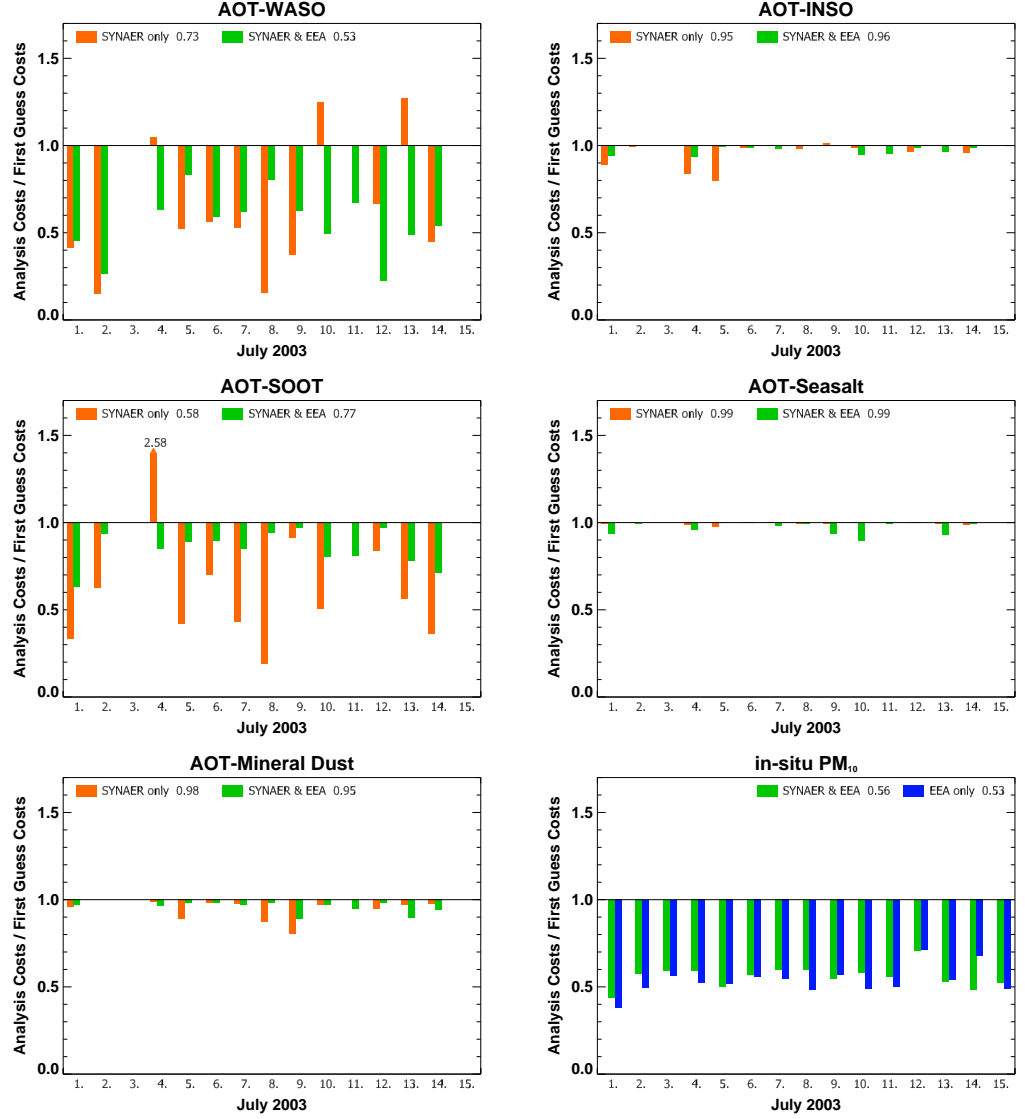 AOT-WASO
SYNAER only 0.73 SYNAER & EEA 0.53
Analysis Costs / First Guess Costs
1.5
1.0
0.5
0.0
1. 2. 3. 4. 5. 6. 7. 8. 9. 10. 11. 12. 13. 14. 15.
July 2003
AOT-INSO
SYNAER only 0.95 SYNAER & EEA 0.96
Analysis Costs / First Guess Costs
1.5
1.0
0.5
0.0
1. 2. 3. 4. 5. 6. 7. 8. 9. 10. 11. 12. 13. 14. 15.
July 2003
AOT-SOOT
SYNAER only 0.58 SYNAER & EEA 0.77
2.58
Analysis Costs / First Guess Costs
1.5
1.0
0.5
0.0
1. 2. 3. 4. 5. 6. 7. 8. 9. 10. 11. 12. 13. 14. 15.
July 2003
AOT-Seasalt
SYNAER only 0.99 SYNAER & EEA 0.99
Analysis Costs / First Guess Costs
1.5
1.0
0.5
0.0
1. 2. 3. 4. 5. 6. 7. 8. 9. 10. 11. 12. 13. 14. 15.
July 2003
AOT-Mineral Dust
SYNAER only 0.98 SYNAER & EEA 0.95
Analysis Costs / First Guess Costs
1.5
1.0
0.5
0.0
1. 2. 3. 4. 5. 6. 7. 8. 9. 10. 11. 12. 13. 14. 15.
July 2003
in-situ PM₁₀
SYNAER & EEA 0.56 EEA only 0.53
Analysis Costs / First Guess Costs
1.5
1.0
0.5
0.0
1. 2. 3. 4. 5. 6. 7. 8. 9. 10. 11. 12. 13. 14. 15.
July 2003